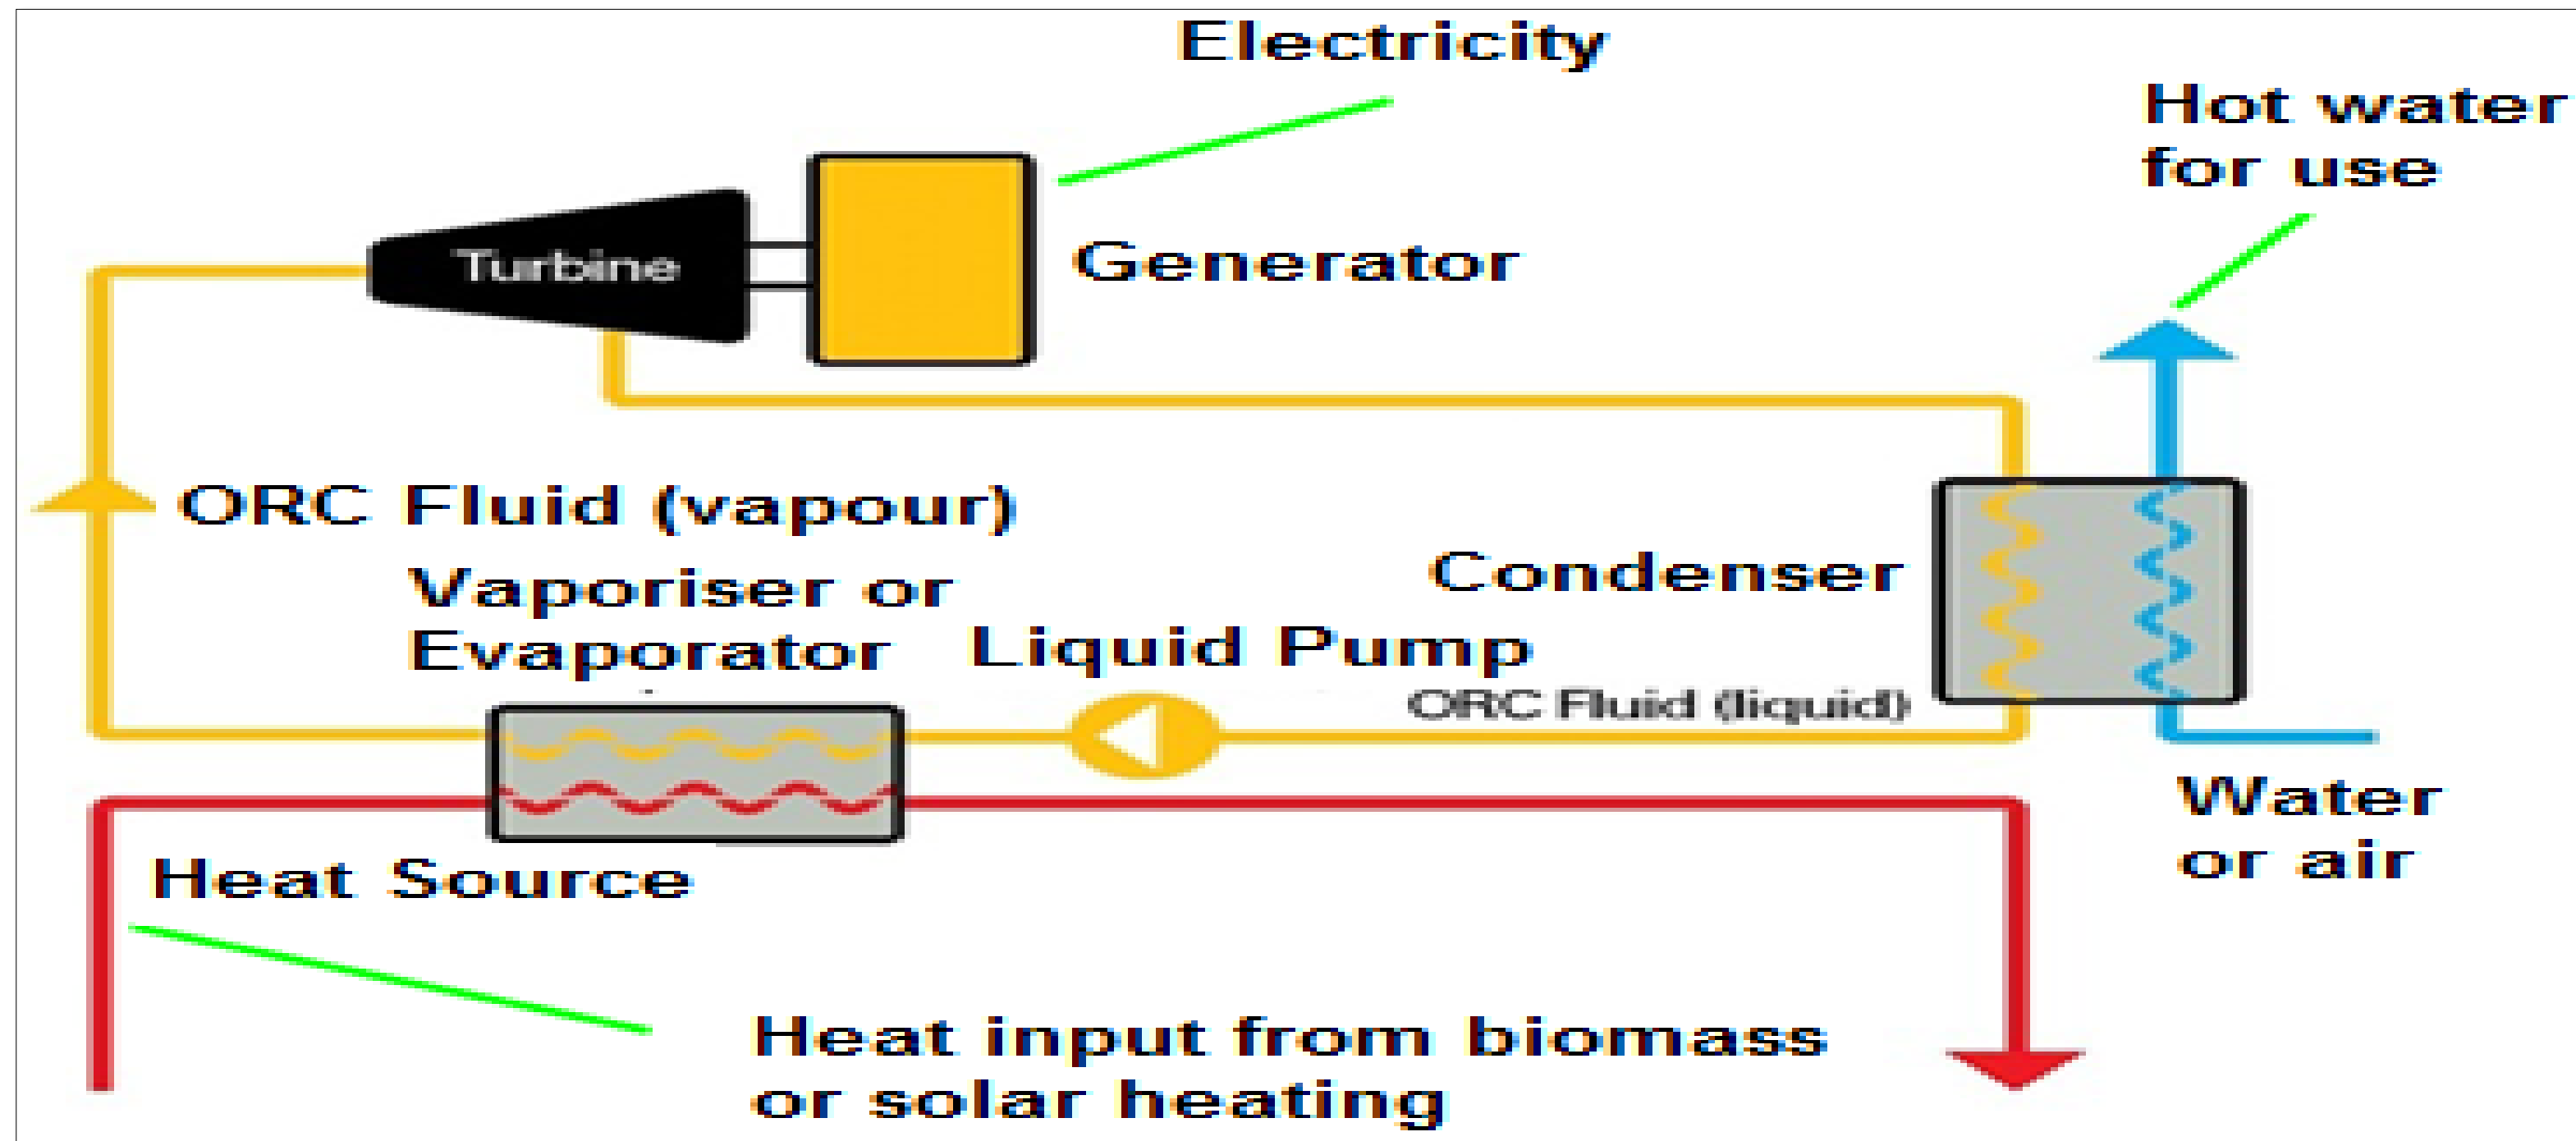 Electricity
Hot water
for use
Turbine
Generator
ORC Fluid (vapour)
Vaporiser or
Evaporator
Liquid Pump
Condenser
ORC Fluid (liquid)
Water
or air
Heat Source
Heat input from biomass
or solar heating